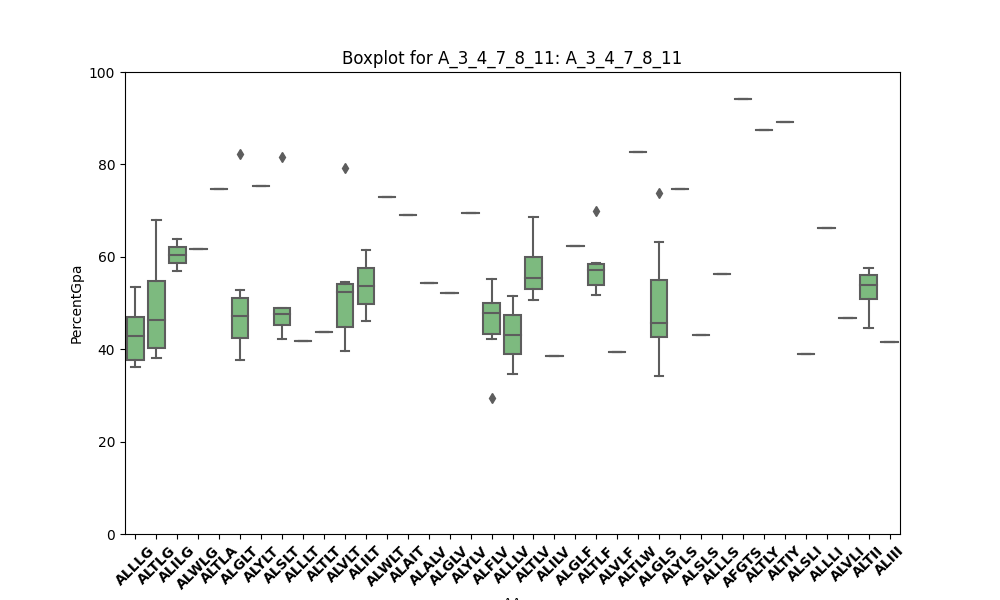 Boxplot for A_3_4_7_8_11: A_3_4_7_8_11
PercentGpa
100
80
60
40
20
0
ALLLG
ALTLG
ALILG
ALWLG
ALTLA
ALGLT
ALYLT
ALSLT
ALLLT
ALTLT
ALVLT
ALILT
ALWLT
ALAIT
ALALV
ALGLV
ALYLV
ALFLV
ALLLV
ALTLV
ALILV
ALGLF
ALTLF
ALVLF
ALTLW
ALGLS
ALYLS
ALSLS
ALLLS
AFGTS
ALTLY
ALTIY
ALSLI
ALLLI
ALVLI
ALTII
ALIII